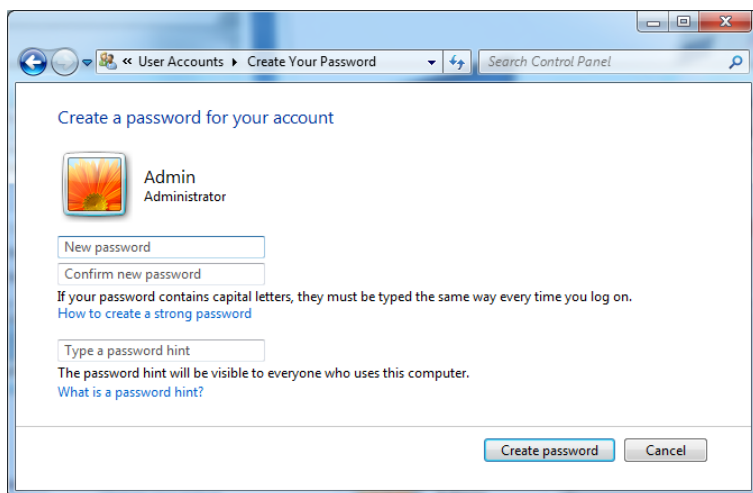 « User Accounts ▸ Create Your Password Search Control Panel
Create a password for your account
Admin
Administrator
New password
Confirm new password
If your password contains capital letters, they must be typed the same way every time you log on.
How to create a strong password
Type a password hint
The password hint will be visible to everyone who uses this computer.
What is a password hint?
Create password Cancel